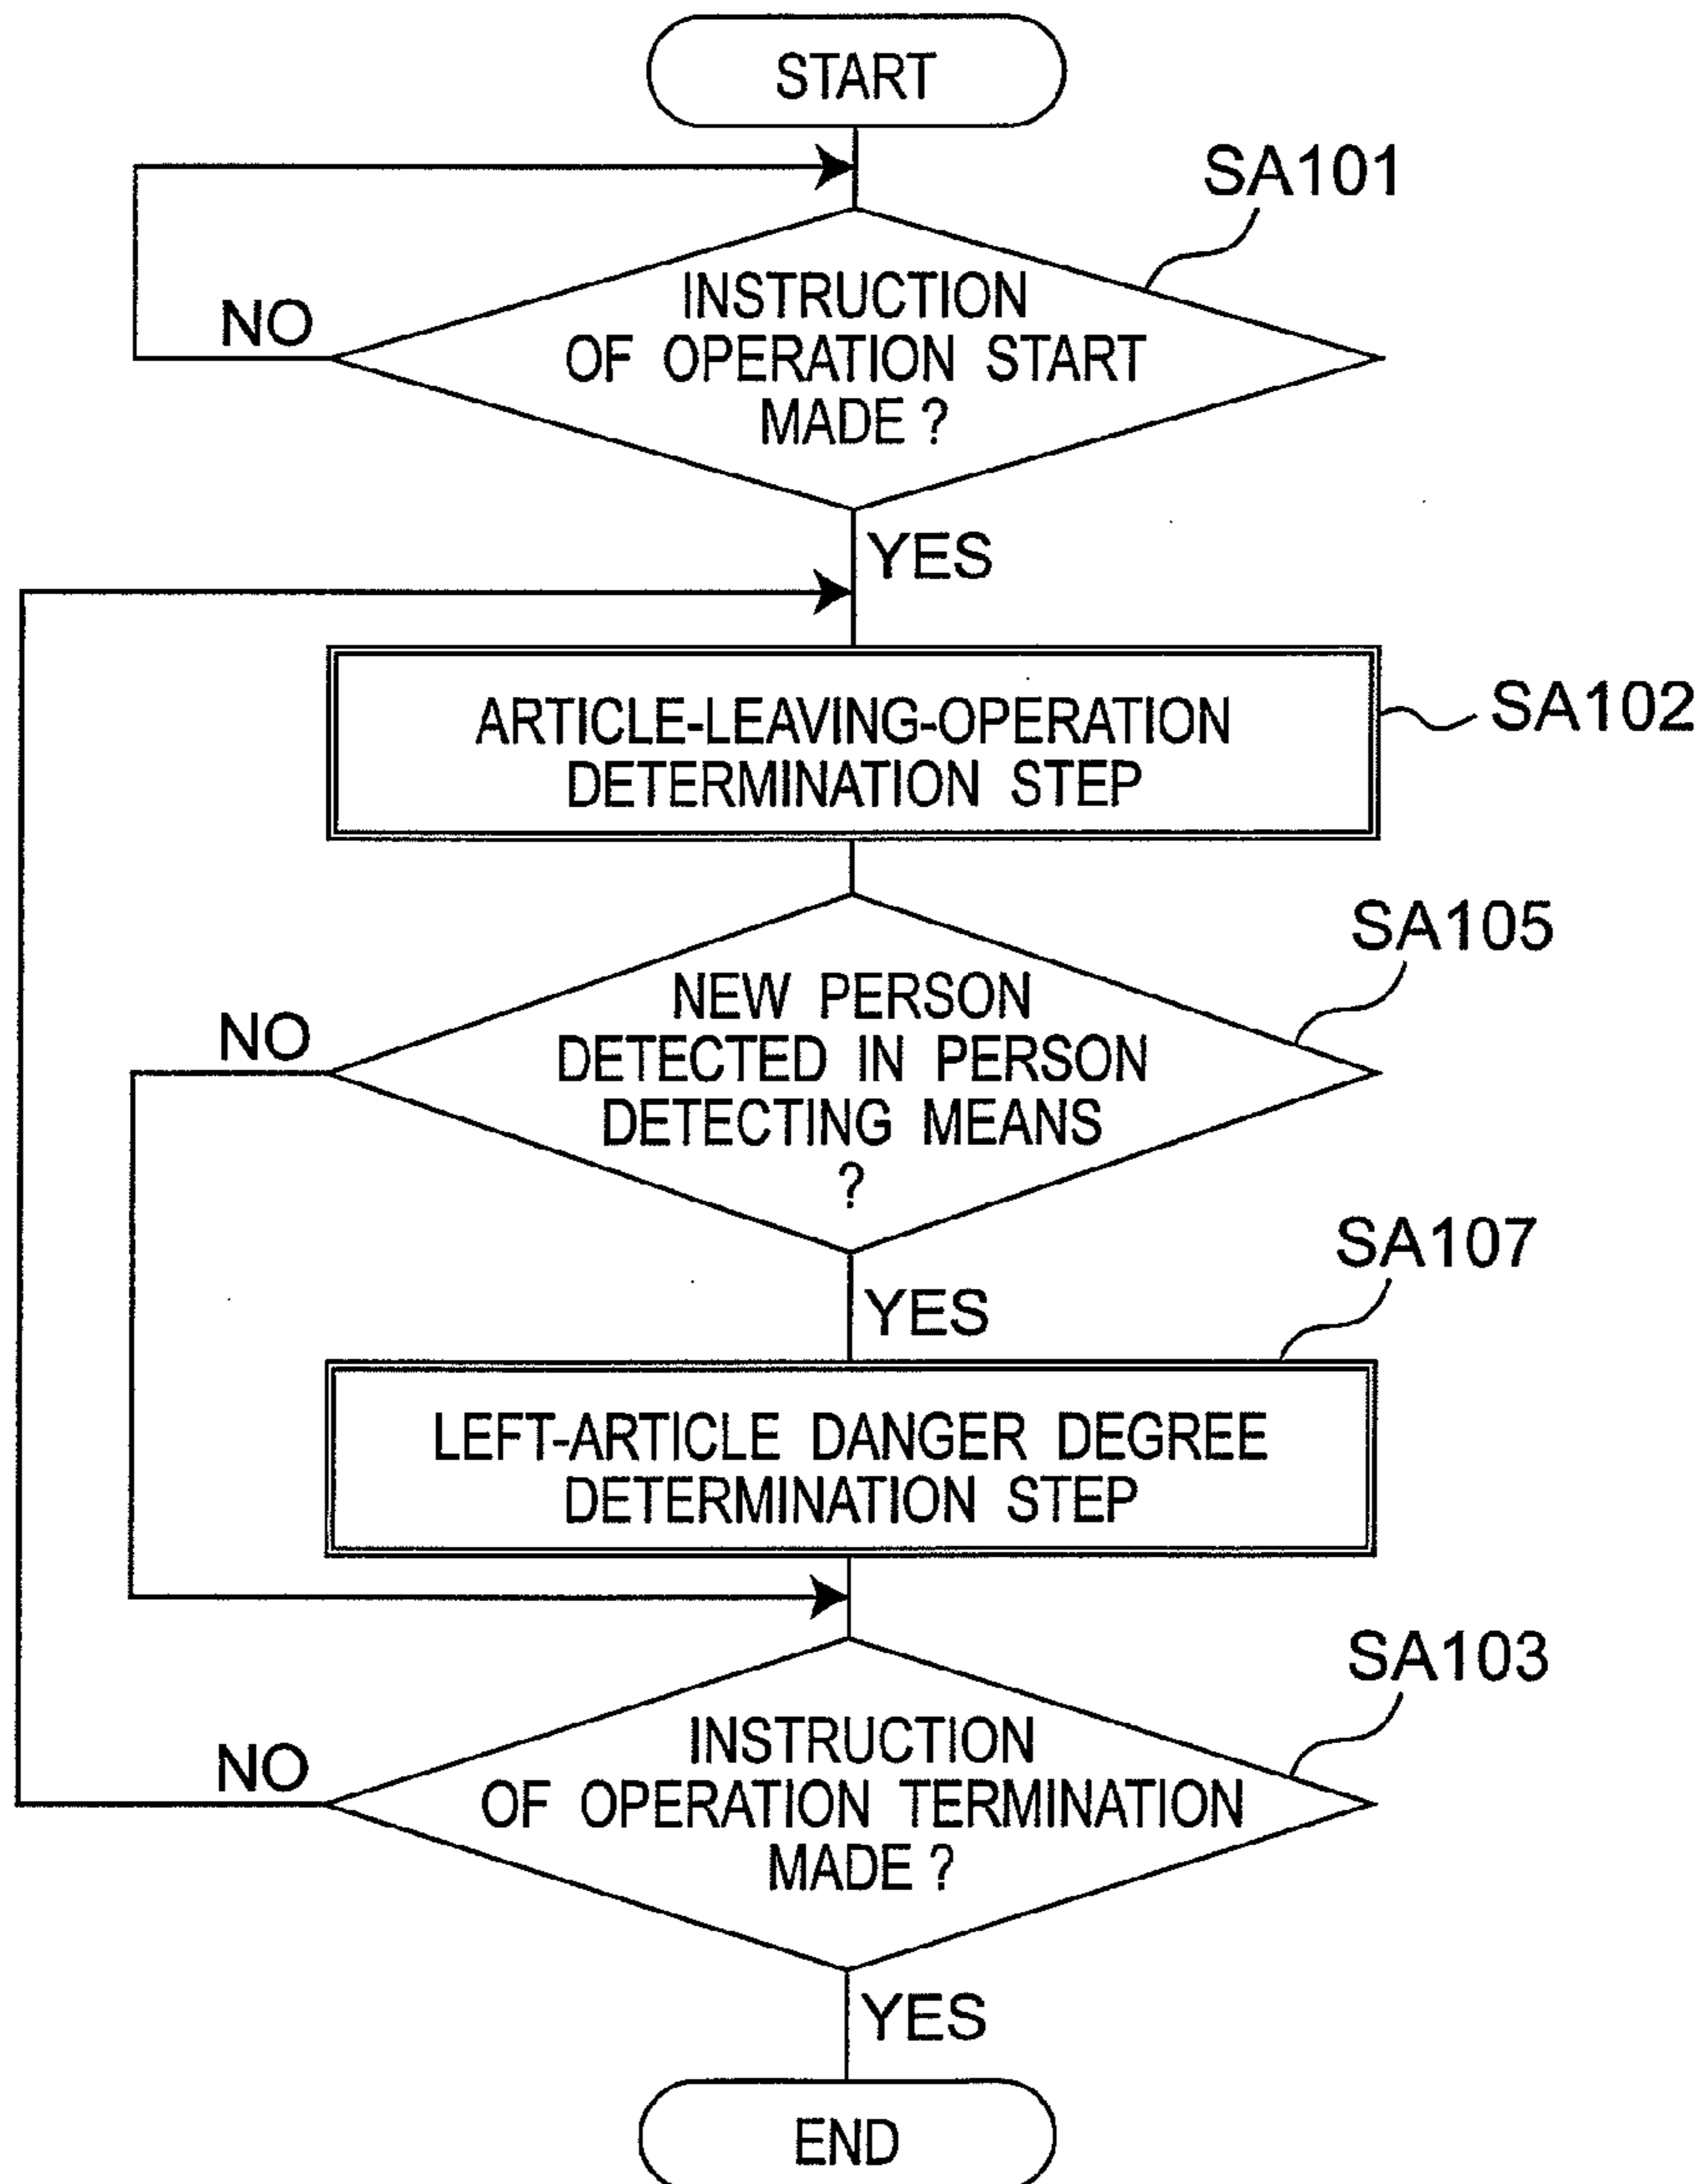 START
SA101
INSTRUCTION
OF OPERATION START
MADE ?
NO
YES
ARTICLE-LEAVING-OPERATION
DETERMINATION STEP
SA102
SA105
NEW PERSON
DETECTED IN PERSON
DETECTING MEANS
?
NO
YES
SA107
LEFT-ARTICLE DANGER DEGREE
DETERMINATION STEP
SA103
INSTRUCTION
OF OPERATION TERMINATION
MADE ?
NO
YES
END